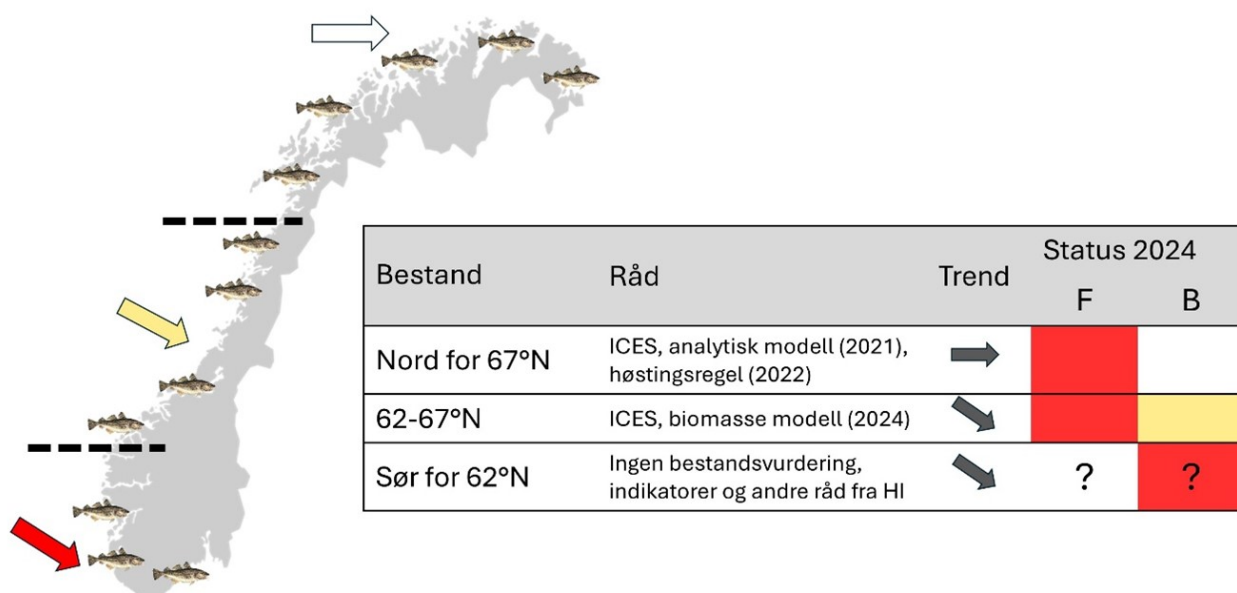 Status 2024
Bestand Råd Trend F B
Nord for 67°N ICES, analytisk modell (2021),
høstingsregel (2022)
62-67°N ICES, biomasse modell (2024)
Sør for 62°N Ingen bestandsvurdering,
indikatorer og andre råd fra HI ? ?